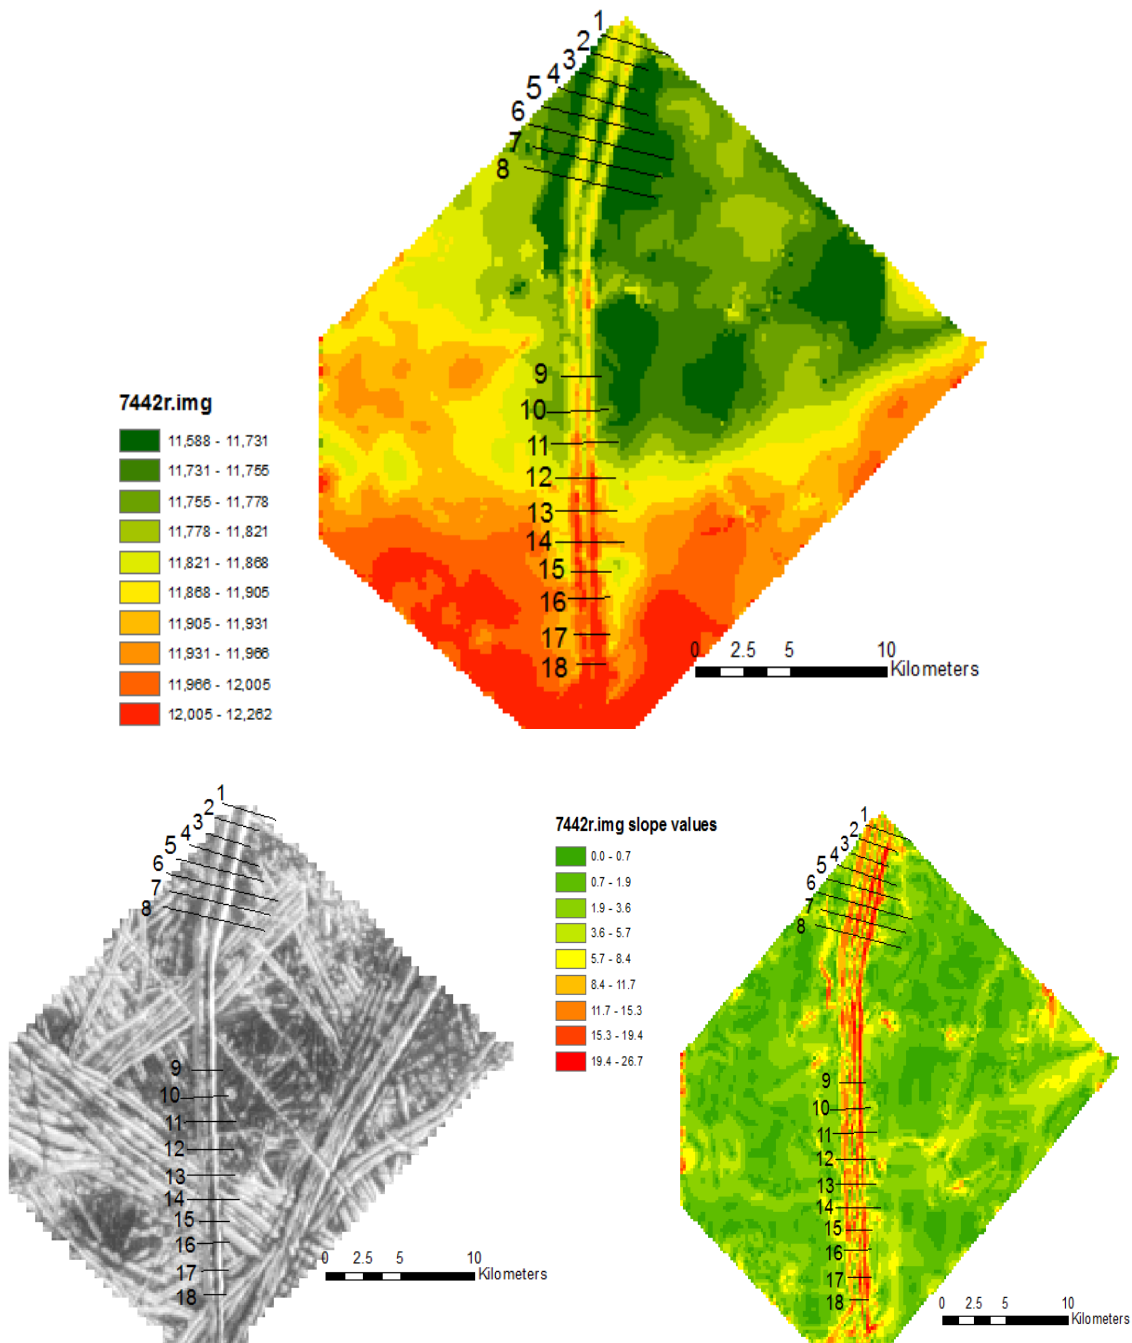 1
2
3
4
5
6
7
8
9
10
11
12
13
14
15
16
17
18
7442r.img
11,588 - 11,731
11,731 - 11,755
11,755 - 11,778
11,778 - 11,821
11,821 - 11,868
11,868 - 11,905
11,905 - 11,931
11,931 - 11,966
11,966 - 12,005
12,005 - 12,262
0 2.5 5 10
Kilometers
1
2
3
4
5
6
7
8
9
10
11
12
13
14
15
16
17
18
0 2.5 5 10
Kilometers
7442r.img slope values
0.0 - 0.7
0.7 - 1.9
1.9 - 3.6
3.6 - 5.7
5.7 - 8.4
8.4 - 11.7
11.7 - 15.3
15.3 - 19.4
19.4 - 26.7
1
2
3
4
5
6
7
8
9
10
11
12
13
14
15
16
17
18
0 2.5 5 10
Kilometers